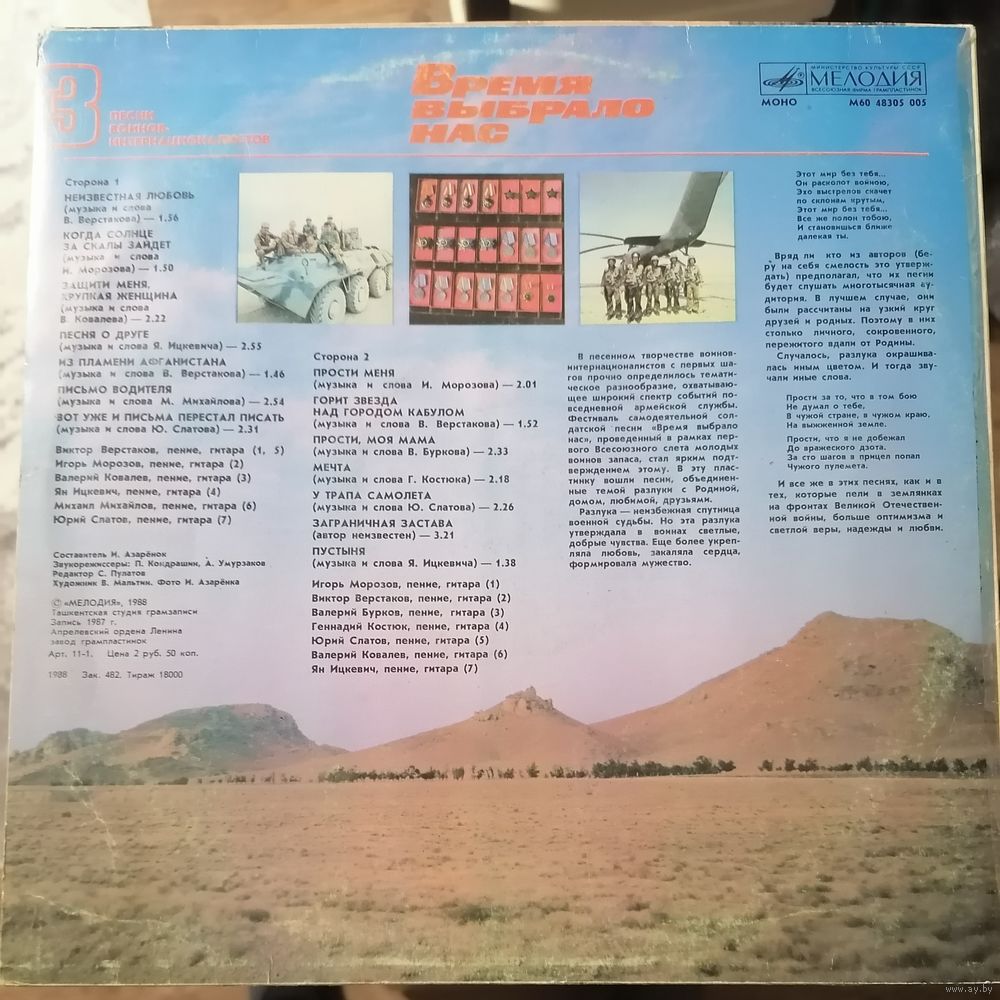 3
ПЕСНИ
ВОИНОВ-
ИНТЕРНАЦИОНАЛИСТОВ
ВРЕМЯ
ВЫБРАЛО
НАС
МИНИСТЕРСТВО КУЛЬТУРЫ СССР
МЕЛОДИЯ
ВСЕСОЮЗНАЯ ФИРМА ГРАМПЛАСТИНОК
МОНО М60 48305 005
Сторона 1
НЕИЗВЕСТНАЯ ЛЮБОВЬ
(музыка и слова
В. Верстакова) — 1.56
КОГДА СОЛНЦЕ
ЗА СКАЛЫ ЗАЙДЕТ
(музыка и слова
И. Морозова) — 1.50
ЗАЩИТИ МЕНЯ,
ХРУПКАЯ ЖЕНЩИНА
(музыка и слова
В. Ковалева) — 2.22
ПЕСНЯ О ДРУГЕ
(музыка и слова Я. Ицкевича) — 2.55
ИЗ ПЛАМЕНИ АФГАНИСТАНА
(музыка и слова В. Верстакова) — 1.46
ПИСЬМО ВОДИТЕЛЯ
(музыка и слова М. Михайлова) — 2.54
ВОТ УЖЕ И ПИСЬМА ПЕРЕСТАЛ ПИСАТЬ
(музыка и слова Ю. Слатова) — 2.31
Виктор Верстаков, пение, гитара (1, 5)
Игорь Морозов, пение, гитара (2)
Валерий Ковалев, пение, гитара (3)
Ян Ицкевич, пение, гитара (4)
Михаил Михайлов, пение, гитара (6)
Юрий Слатов, пение, гитара (7)
Составитель И. Азарёнок
Звукорежиссеры: П. Кондрашин, А. Умурзаков
Редактор С. Пулатов
Художник В. Мальтин. Фото И. Азарёнка
© «МЕЛОДИЯ», 1988
Ташкентская студия грамзаписи
Запись 1987 г.
Апрелевский ордена Ленина
завод грампластинок
Арт. 11-1. Цена 2 руб. 50 коп.
1988 Зак. 482. Тираж 18000
Сторона 2
ПРОСТИ МЕНЯ
(музыка и слова И. Морозова) — 2.01
ГОРИТ ЗВЕЗДА
НАД ГОРОДОМ КАБУЛОМ
(музыка и слова В. Верстакова) — 1.52
ПРОСТИ, МОЯ МАМА
(музыка и слова В. Буркова) — 2.33
МЕЧТА
(музыка и слова Г. Костюка) — 2.18
У ТРАПА САМОЛЕТА
(музыка и слова Ю. Слатова) — 2.26
ЗАГРАНИЧНАЯ ЗАСТАВА
(автор неизвестен) — 3.21
ПУСТЫНЯ
(музыка и слова Я. Ицкевича) — 1.38
Игорь Морозов, пение, гитара (1)
Виктор Верстаков, пение, гитара (2)
Валерий Бурков, пение, гитара (3)
Геннадий Костюк, пение, гитара (4)
Юрий Слатов, пение, гитара (5)
Валерий Ковалев, пение, гитара (6)
Ян Ицкевич, пение, гитара (7)
В песенном творчестве воинов-
интернационалистов с первых ша-
гов прочно определилось темати-
ческое разнообразие, охватываю-
щее широкий спектр событий по-
вседневной армейской службы.
Фестиваль самодеятельной сол-
датской песни «Время выбрало
нас», проведенный в рамках пер-
вого Всесоюзного слета молодых
воинов запаса, стал ярким подт-
верждением этому. В эту плас-
тинку вошли песни, объединен-
ные темой разлуки с Родиной,
домом, любимой, друзьями.
Разлука — неизбежная спутница
военной судьбы. Но эта разлука
утверждала в воинах светлые,
добрые чувства. Еще более укреп-
ляла любовь, закаляла сердца,
формировала мужество.
Этот мир без тебя...
Он расколот войною,
Эхо выстрелов скачет
по склонам крутым,
Этот мир без тебя...
Все же полон тобою,
И становишься ближе
далекая ты.
Вряд ли кто из авторов (бе-
ру на себя смелость это утверж-
дать) предполагал, что их песни
будет слушать многотысячная ау-
дитория. В лучшем случае, они
были рассчитаны на узкий круг
друзей и родных. Поэтому в них
столько личного, сокровенного,
пережитого вдали от Родины.
Случалось, разлука окрашива-
лась иным цветом. И тогда зву-
чали иные слова.
Прости за то, что в том бою
Не думал о тебе,
В чужой стране, в чужом краю,
На выжженной земле.
Прости, что я не добежал
До вражеского дзота.
За сто шагов в прицел попал
Чужого пулемета.
И все же в этих песнях, как и в
тех, которые пели в землянках
на фронтах Великой Отечествен-
ной войны, больше оптимизма и
светлой веры, надежды и любви.
www.ay.by